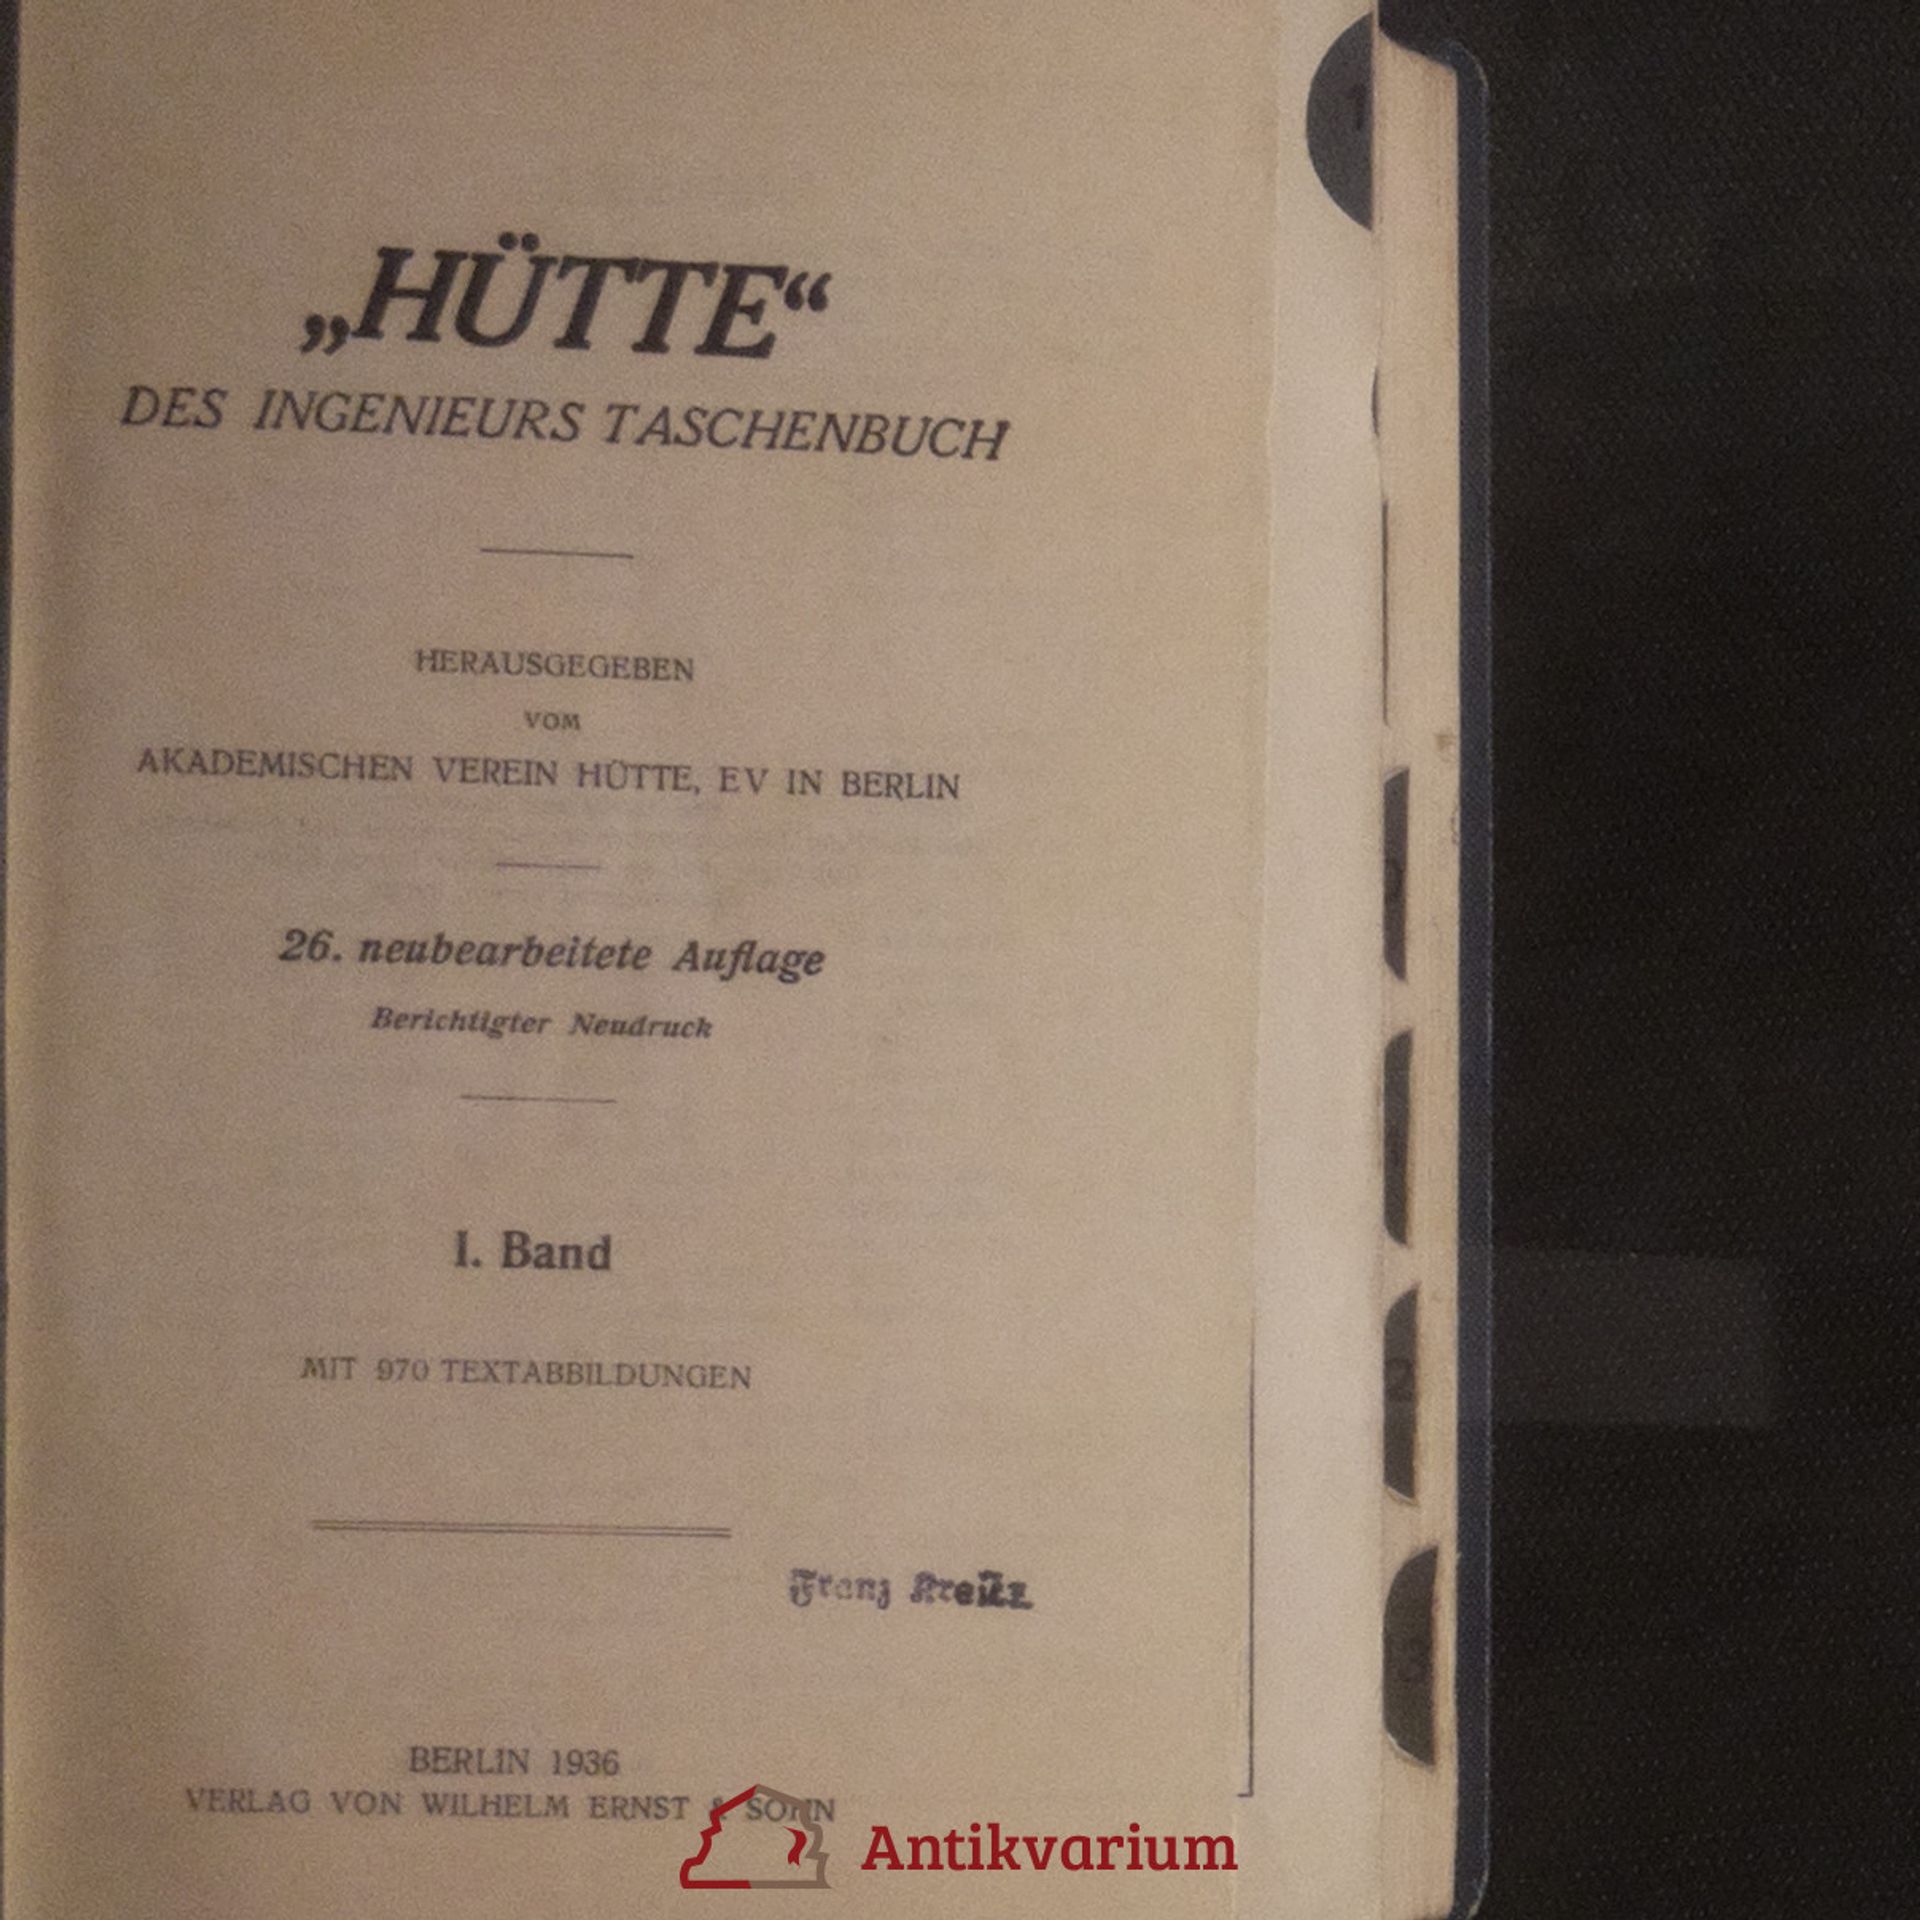 „HÜTTE“
DES INGENIEURS TASCHENBUCH
HERAUSGEGEBEN
VOM
AKADEMISCHEN VEREIN HÜTTE, EV IN BERLIN
26. neubearbeitete Auflage
Berichtigter Neudruck
I. Band
MIT 970 TEXTABBILDUNGEN
Franz
BERLIN 1936
VERLAG VON WILHELM ERNST & SOHN
Antikvarium